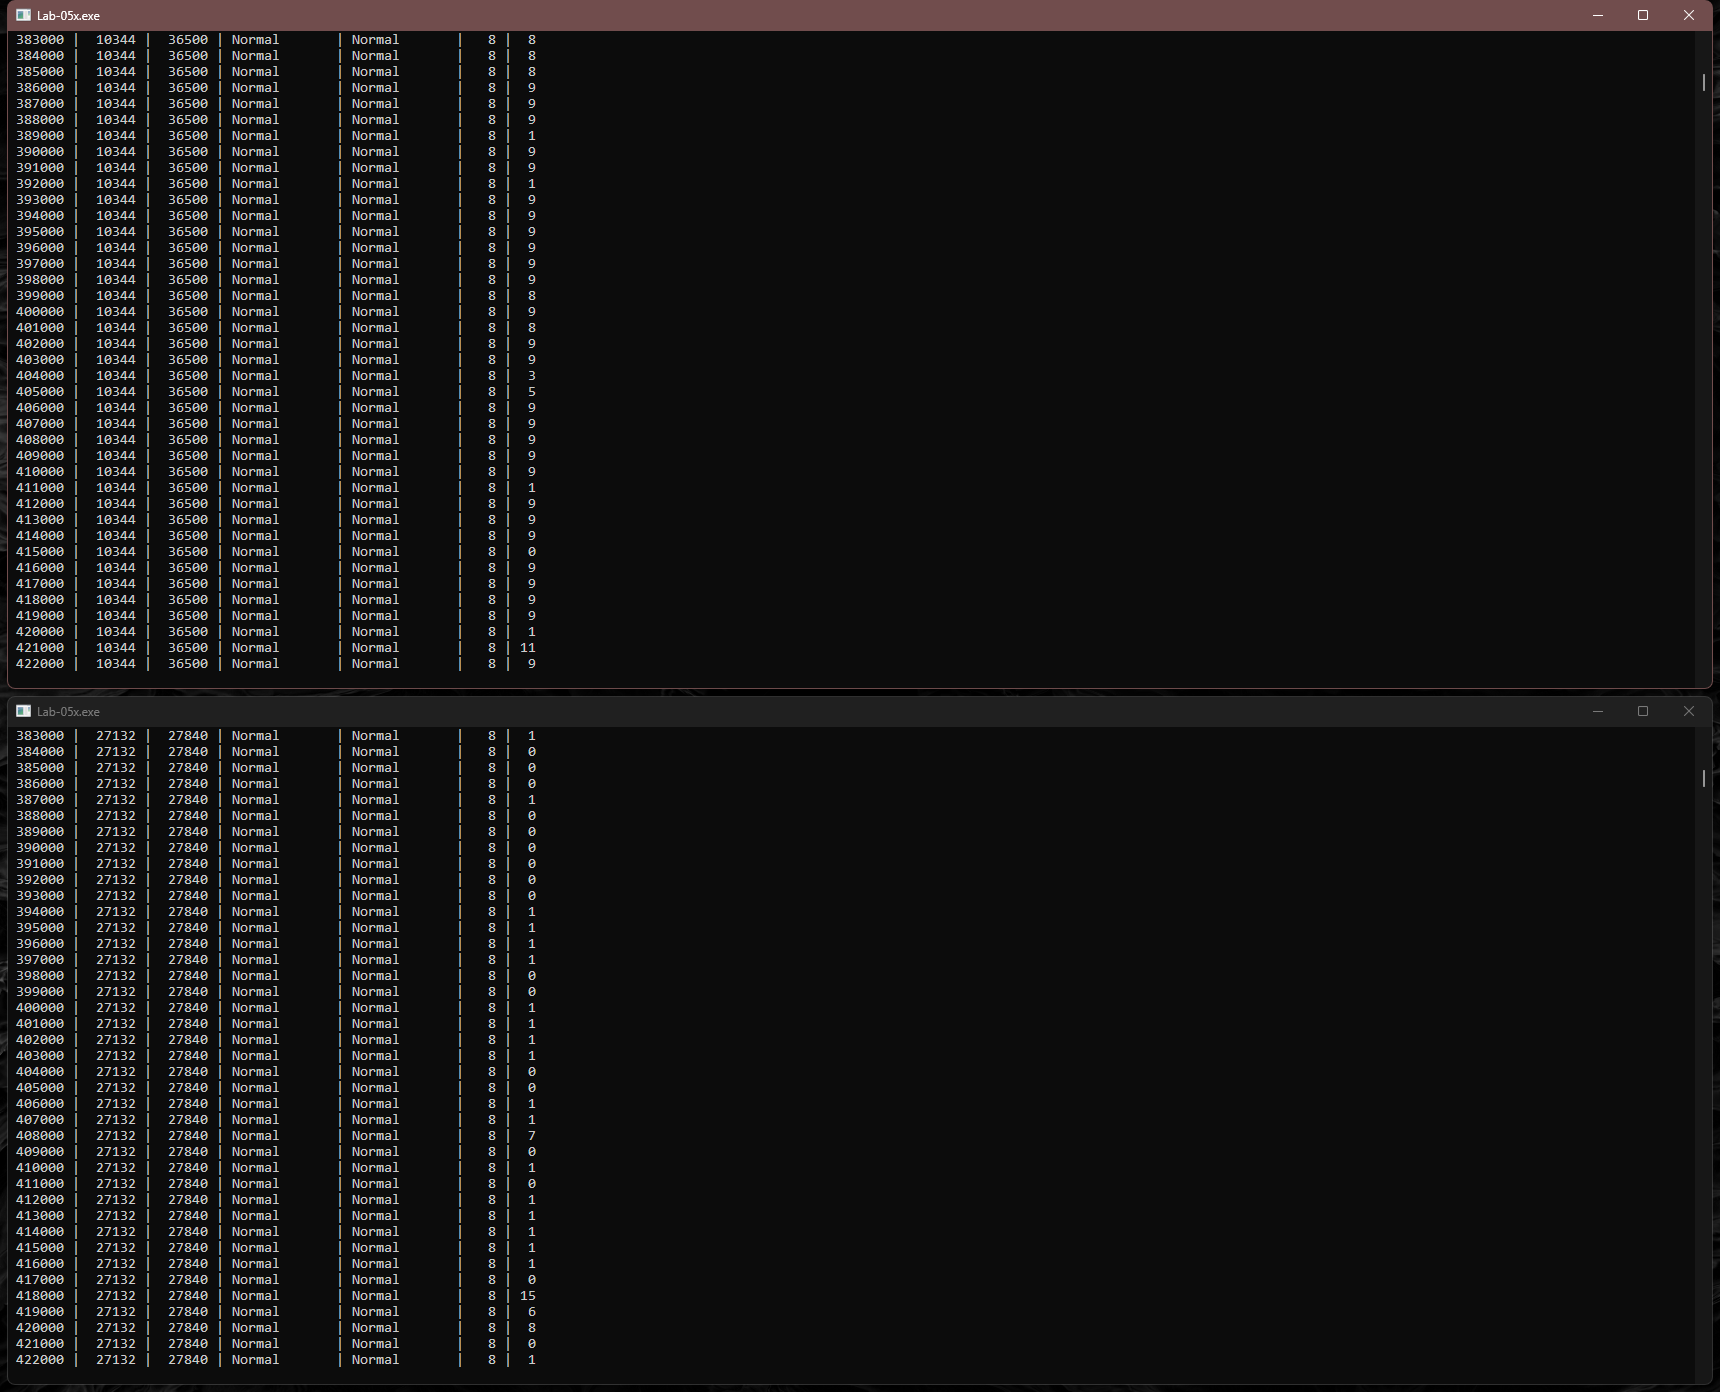 Lab-05x.exe
383000 |  10344 |  36500 | Normal       | Normal       |   8 |  8
384000 |  10344 |  36500 | Normal       | Normal       |   8 |  8
385000 |  10344 |  36500 | Normal       | Normal       |   8 |  8
386000 |  10344 |  36500 | Normal       | Normal       |   8 |  9
387000 |  10344 |  36500 | Normal       | Normal       |   8 |  9
388000 |  10344 |  36500 | Normal       | Normal       |   8 |  9
389000 |  10344 |  36500 | Normal       | Normal       |   8 |  1
390000 |  10344 |  36500 | Normal       | Normal       |   8 |  9
391000 |  10344 |  36500 | Normal       | Normal       |   8 |  9
392000 |  10344 |  36500 | Normal       | Normal       |   8 |  1
393000 |  10344 |  36500 | Normal       | Normal       |   8 |  9
394000 |  10344 |  36500 | Normal       | Normal       |   8 |  9
395000 |  10344 |  36500 | Normal       | Normal       |   8 |  9
396000 |  10344 |  36500 | Normal       | Normal       |   8 |  9
397000 |  10344 |  36500 | Normal       | Normal       |   8 |  9
398000 |  10344 |  36500 | Normal       | Normal       |   8 |  9
399000 |  10344 |  36500 | Normal       | Normal       |   8 |  8
400000 |  10344 |  36500 | Normal       | Normal       |   8 |  9
401000 |  10344 |  36500 | Normal       | Normal       |   8 |  8
402000 |  10344 |  36500 | Normal       | Normal       |   8 |  9
403000 |  10344 |  36500 | Normal       | Normal       |   8 |  9
404000 |  10344 |  36500 | Normal       | Normal       |   8 |  3
405000 |  10344 |  36500 | Normal       | Normal       |   8 |  5
406000 |  10344 |  36500 | Normal       | Normal       |   8 |  9
407000 |  10344 |  36500 | Normal       | Normal       |   8 |  9
408000 |  10344 |  36500 | Normal       | Normal       |   8 |  9
409000 |  10344 |  36500 | Normal       | Normal       |   8 |  9
410000 |  10344 |  36500 | Normal       | Normal       |   8 |  9
411000 |  10344 |  36500 | Normal       | Normal       |   8 |  1
412000 |  10344 |  36500 | Normal       | Normal       |   8 |  9
413000 |  10344 |  36500 | Normal       | Normal       |   8 |  9
414000 |  10344 |  36500 | Normal       | Normal       |   8 |  9
415000 |  10344 |  36500 | Normal       | Normal       |   8 |  0
416000 |  10344 |  36500 | Normal       | Normal       |   8 |  9
417000 |  10344 |  36500 | Normal       | Normal       |   8 |  9
418000 |  10344 |  36500 | Normal       | Normal       |   8 |  9
419000 |  10344 |  36500 | Normal       | Normal       |   8 |  9
420000 |  10344 |  36500 | Normal       | Normal       |   8 |  1
421000 |  10344 |  36500 | Normal       | Normal       |   8 | 11
422000 |  10344 |  36500 | Normal       | Normal       |   8 |  9
Lab-05x.exe
383000 |  27132 |  27840 | Normal       | Normal       |   8 |  1
384000 |  27132 |  27840 | Normal       | Normal       |   8 |  0
385000 |  27132 |  27840 | Normal       | Normal       |   8 |  0
386000 |  27132 |  27840 | Normal       | Normal       |   8 |  0
387000 |  27132 |  27840 | Normal       | Normal       |   8 |  1
388000 |  27132 |  27840 | Normal       | Normal       |   8 |  0
389000 |  27132 |  27840 | Normal       | Normal       |   8 |  0
390000 |  27132 |  27840 | Normal       | Normal       |   8 |  0
391000 |  27132 |  27840 | Normal       | Normal       |   8 |  0
392000 |  27132 |  27840 | Normal       | Normal       |   8 |  0
393000 |  27132 |  27840 | Normal       | Normal       |   8 |  0
394000 |  27132 |  27840 | Normal       | Normal       |   8 |  1
395000 |  27132 |  27840 | Normal       | Normal       |   8 |  1
396000 |  27132 |  27840 | Normal       | Normal       |   8 |  1
397000 |  27132 |  27840 | Normal       | Normal       |   8 |  1
398000 |  27132 |  27840 | Normal       | Normal       |   8 |  0
399000 |  27132 |  27840 | Normal       | Normal       |   8 |  0
400000 |  27132 |  27840 | Normal       | Normal       |   8 |  1
401000 |  27132 |  27840 | Normal       | Normal       |   8 |  1
402000 |  27132 |  27840 | Normal       | Normal       |   8 |  1
403000 |  27132 |  27840 | Normal       | Normal       |   8 |  1
404000 |  27132 |  27840 | Normal       | Normal       |   8 |  0
405000 |  27132 |  27840 | Normal       | Normal       |   8 |  0
406000 |  27132 |  27840 | Normal       | Normal       |   8 |  1
407000 |  27132 |  27840 | Normal       | Normal       |   8 |  1
408000 |  27132 |  27840 | Normal       | Normal       |   8 |  7
409000 |  27132 |  27840 | Normal       | Normal       |   8 |  0
410000 |  27132 |  27840 | Normal       | Normal       |   8 |  1
411000 |  27132 |  27840 | Normal       | Normal       |   8 |  0
412000 |  27132 |  27840 | Normal       | Normal       |   8 |  1
413000 |  27132 |  27840 | Normal       | Normal       |   8 |  1
414000 |  27132 |  27840 | Normal       | Normal       |   8 |  1
415000 |  27132 |  27840 | Normal       | Normal       |   8 |  1
416000 |  27132 |  27840 | Normal       | Normal       |   8 |  1
417000 |  27132 |  27840 | Normal       | Normal       |   8 |  0
418000 |  27132 |  27840 | Normal       | Normal       |   8 | 15
419000 |  27132 |  27840 | Normal       | Normal       |   8 |  6
420000 |  27132 |  27840 | Normal       | Normal       |   8 |  8
421000 |  27132 |  27840 | Normal       | Normal       |   8 |  0
422000 |  27132 |  27840 | Normal       | Normal       |   8 |  1